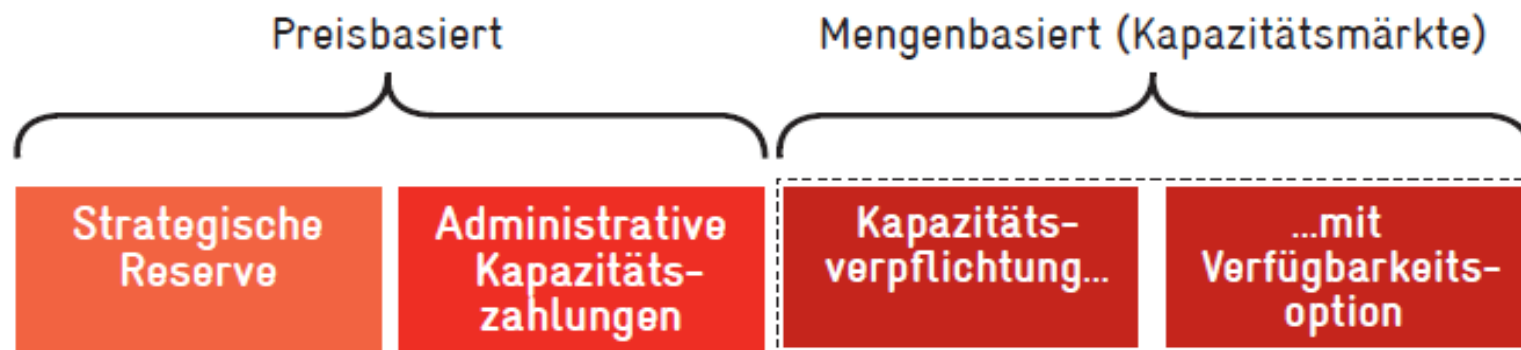 Preisbasiert
Mengenbasiert (Kapazitätsmärkte)
Strategische
Reserve
Administrative
Kapazitäts-
zahlungen
Kapazitäts-
verpflichtung...
...mit
Verfügbarkeits-
option